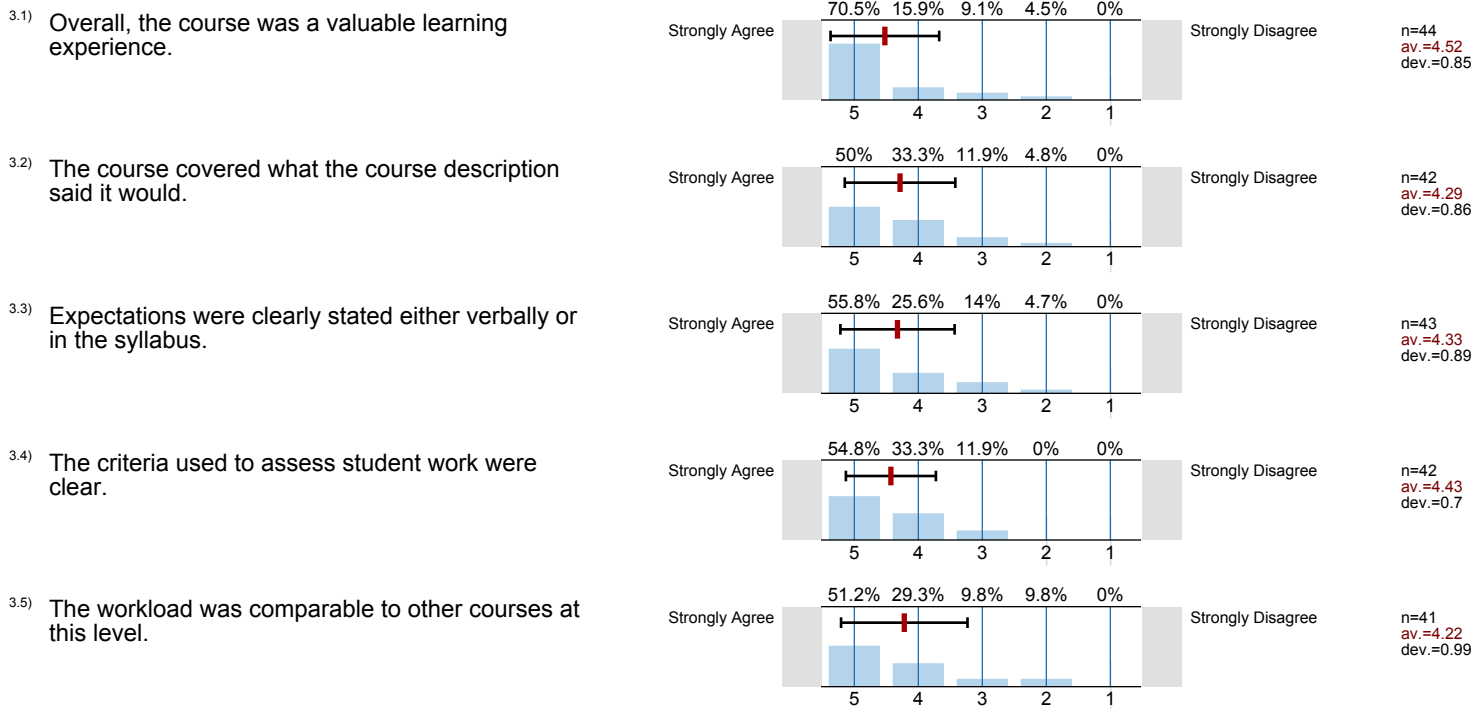 70.5% 15.9% 9.1% 4.5% 0%
3.1) Overall, the course was a valuable learning
experience.
Strongly Agree
Strongly Disagree
n=44
av.=4.52
dev.=0.85
5 4 3 2 1
50% 33.3% 11.9% 4.8% 0%
3.2) The course covered what the course description
said it would.
Strongly Agree
Strongly Disagree
n=42
av.=4.29
dev.=0.86
5 4 3 2 1
55.8% 25.6% 14% 4.7% 0%
3.3) Expectations were clearly stated either verbally or
in the syllabus.
Strongly Agree
Strongly Disagree
n=43
av.=4.33
dev.=0.89
5 4 3 2 1
54.8% 33.3% 11.9% 0% 0%
3.4) The criteria used to assess student work were
clear.
Strongly Agree
Strongly Disagree
n=42
av.=4.43
dev.=0.7
5 4 3 2 1
51.2% 29.3% 9.8% 9.8% 0%
3.5) The workload was comparable to other courses at
this level.
Strongly Agree
Strongly Disagree
n=41
av.=4.22
dev.=0.99
5 4 3 2 1